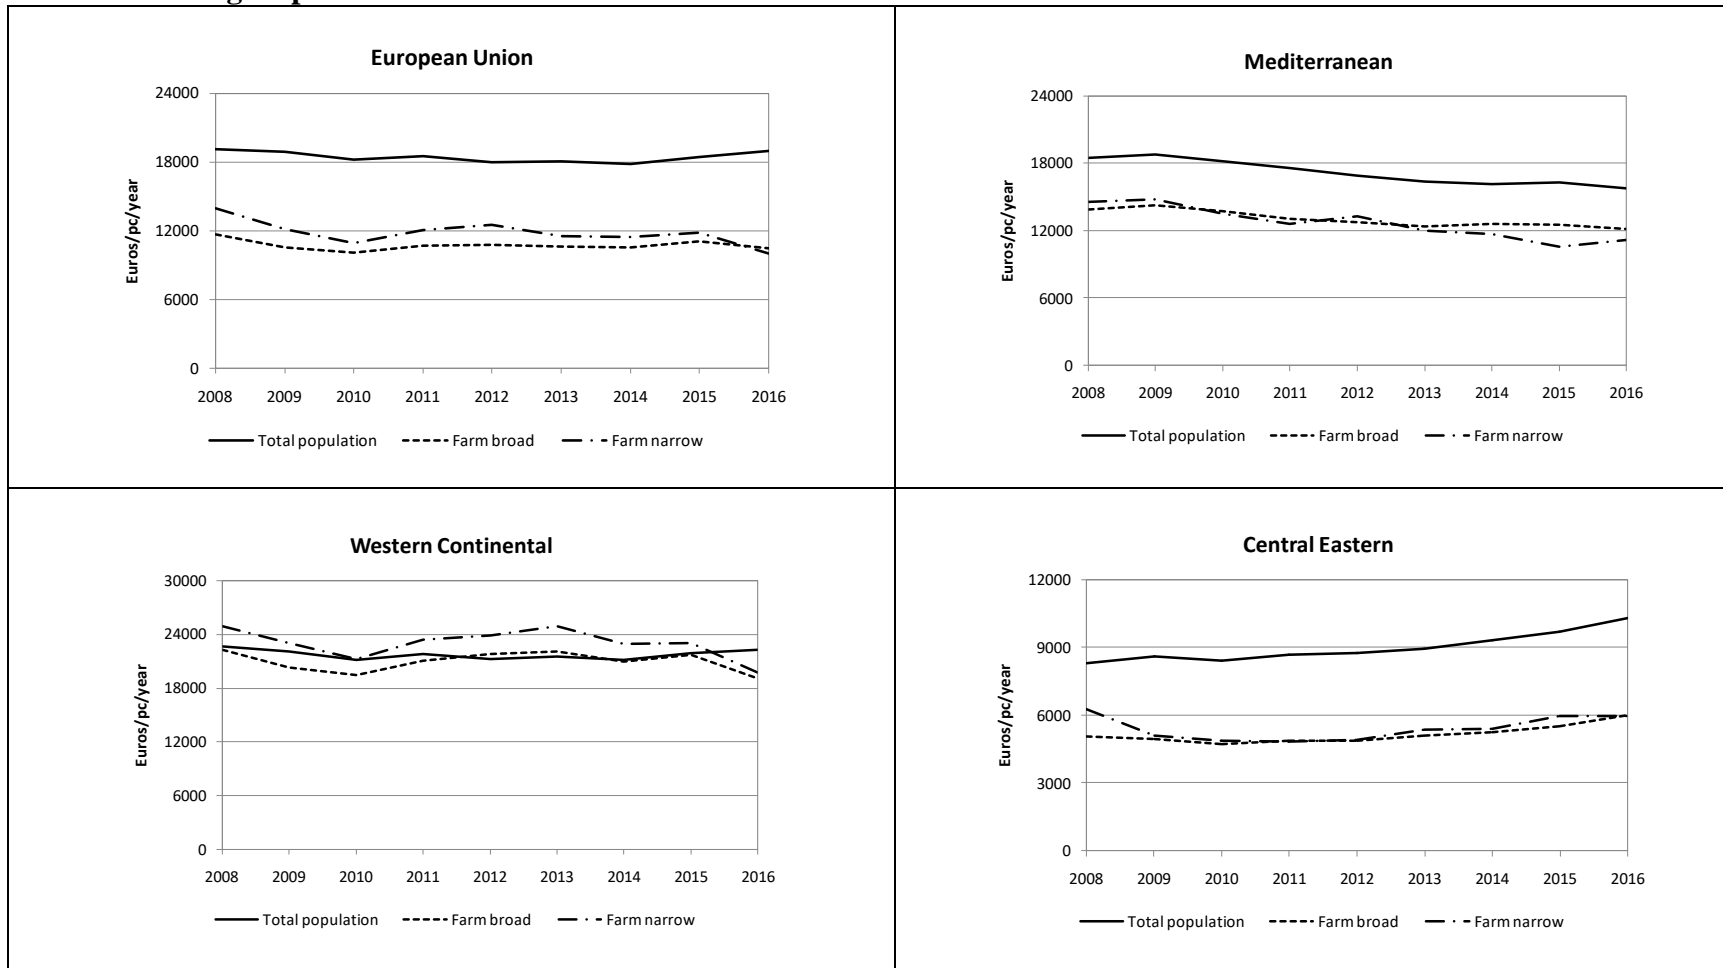 European Union
24000
18000
12000
6000
0
Euros/pc/year
2008 2009 2010 2011 2012 2013 2014 2015 2016
Total population Farm broad Farm narrow
Mediterranean
24000
18000
12000
6000
0
Euros/pc/year
2008 2009 2010 2011 2012 2013 2014 2015 2016
Total population Farm broad Farm narrow
Western Continental
30000
24000
18000
12000
6000
0
Euros/pc/year
2008 2009 2010 2011 2012 2013 2014 2015 2016
Total population Farm broad Farm narrow
Central Eastern
12000
9000
6000
3000
0
Euros/pc/year
2008 2009 2010 2011 2012 2013 2014 2015 2016
Total population Farm broad Farm narrow